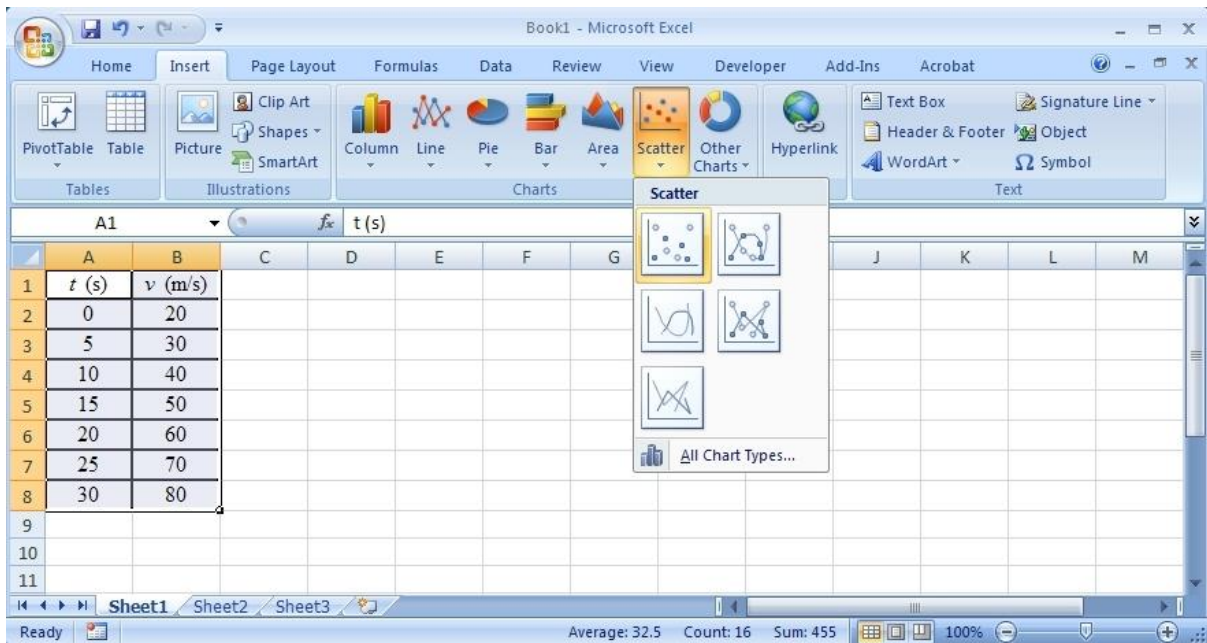 Book1 - Microsoft Excel
Home Insert Page Layout Formulas Data Review View Developer Add-Ins Acrobat
PivotTable Table Picture Clip Art Shapes SmartArt Column Line Pie Bar Area Scatter Other Charts Hyperlink Text Box Header & Footer WordArt Signature Line Object Symbol
Tables Illustrations Charts Text
Scatter
All Chart Types...
A1 fx t (s)
A B C D E F G J K L M
1 t (s) v (m/s)
2 0 20
3 5 30
4 10 40
5 15 50
6 20 60
7 25 70
8 30 80
9
10
11
Sheet1 Sheet2 Sheet3
Ready Average: 32.5 Count: 16 Sum: 455 100%